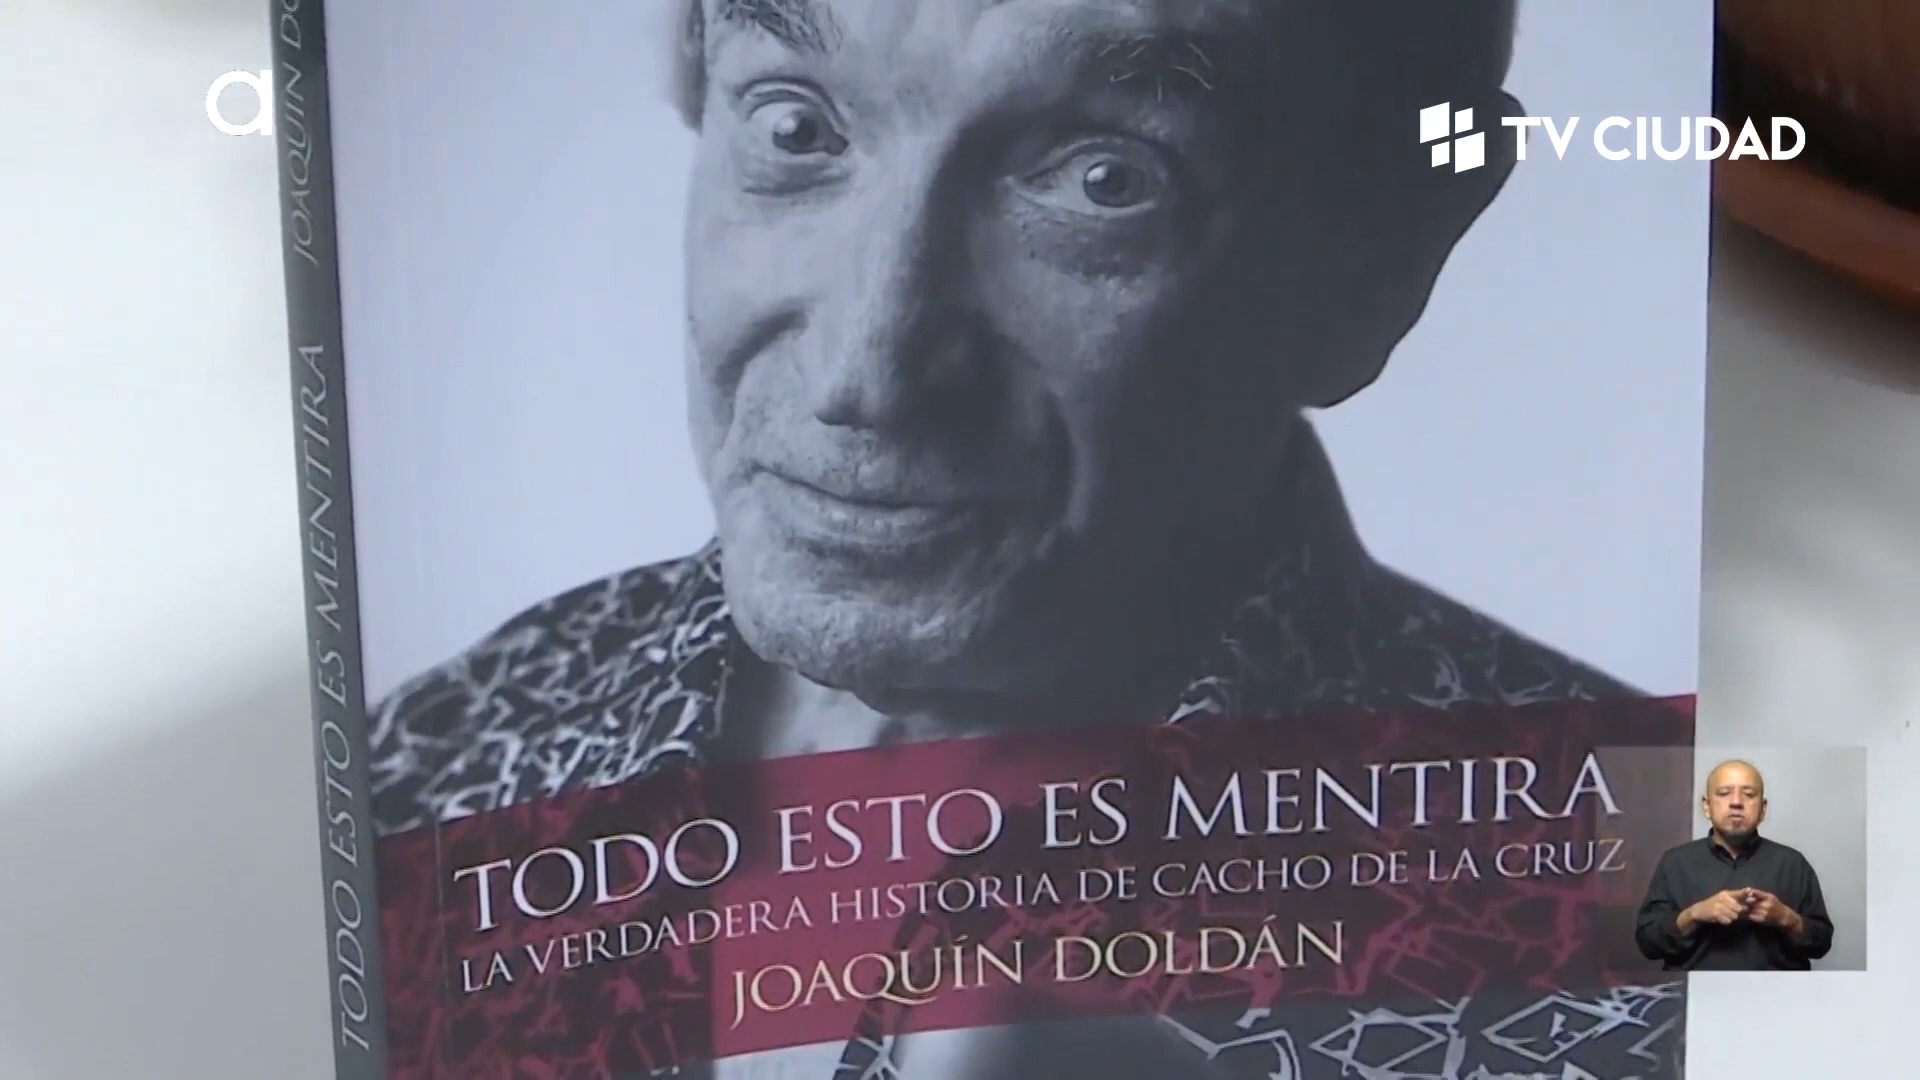 a
TV CIUDAD
TODO ESTO ES MENTIRA JOAQUÍN DO
TODO ESTO ES MENTIRA
LA VERDADERA HISTORIA DE CACHO DE LA CRUZ
JOAQUÍN DOLDÁN